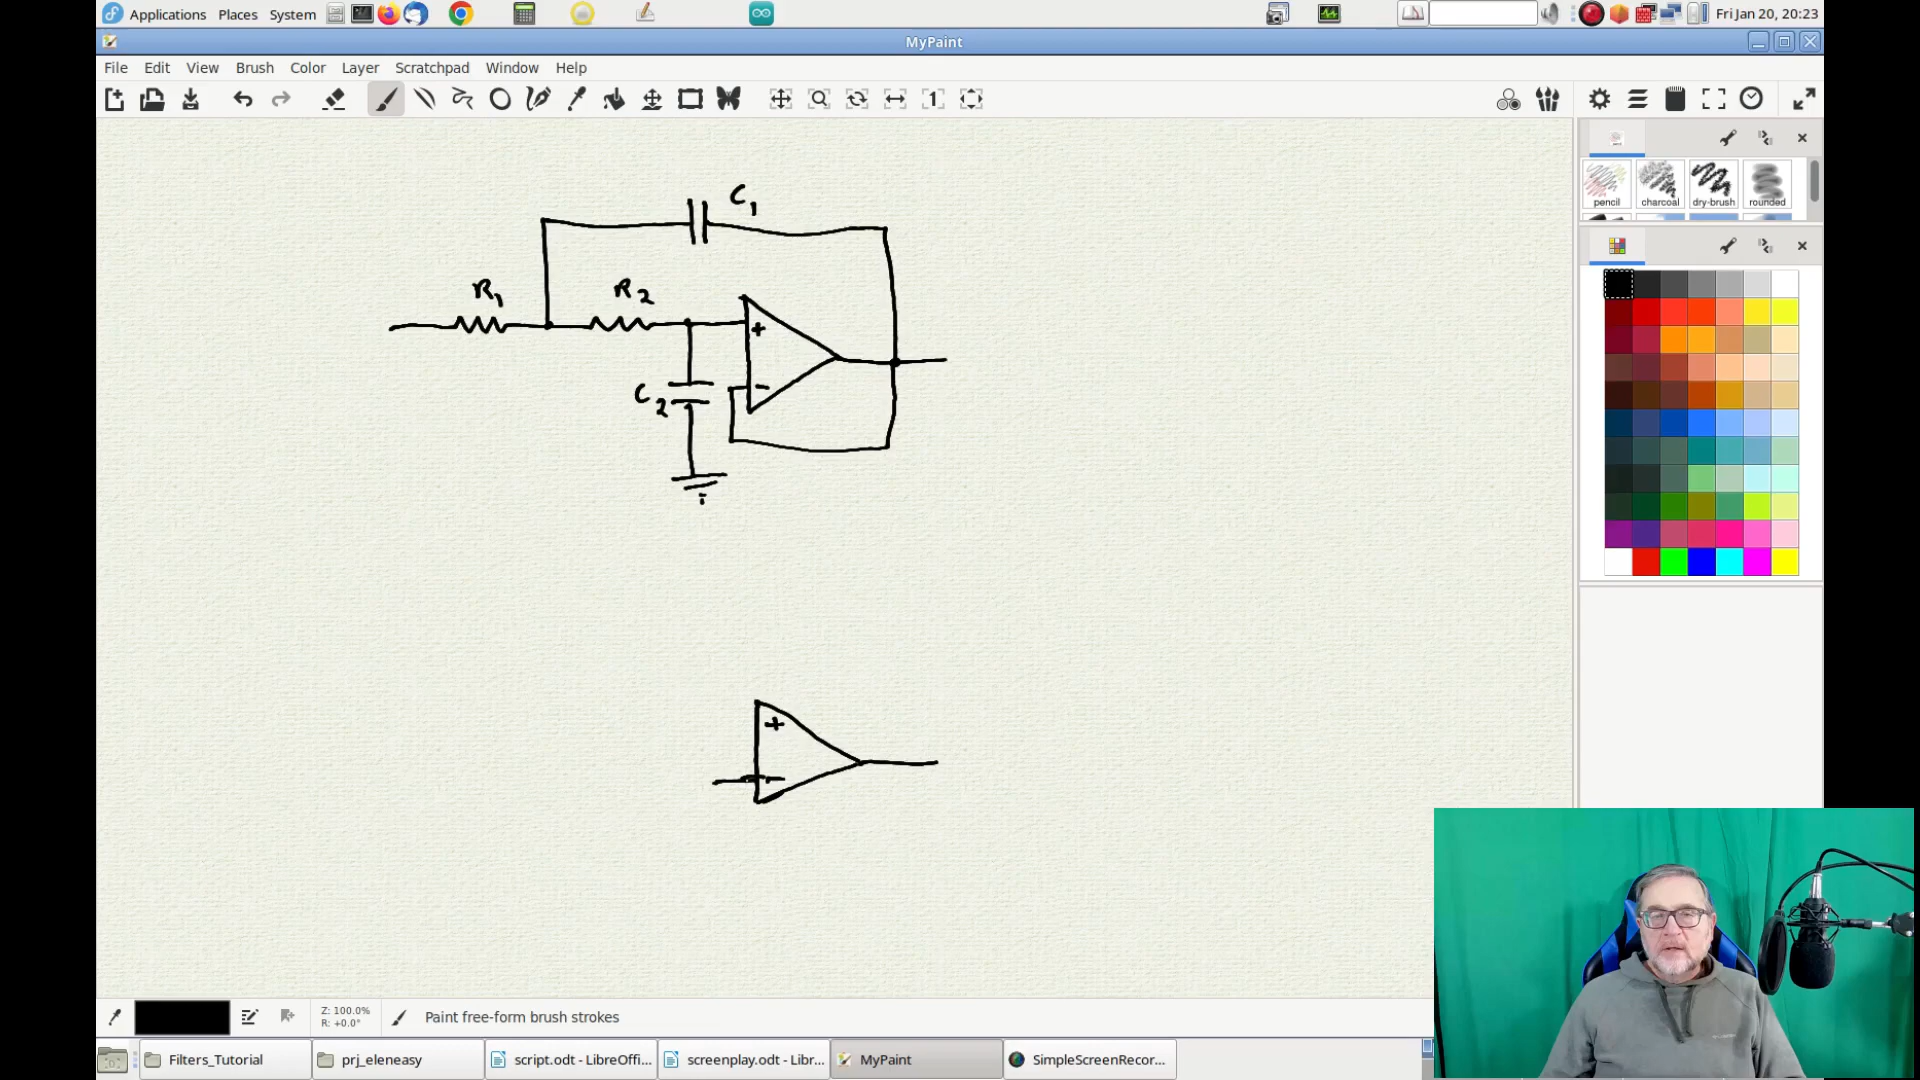 Applications Places System Fri Jan 20, 20:23
MyPaint
File Edit View Brush Color Layer Scratchpad Window Help
1
pencil charcoal dry-brush rounded
C1
R1 R2
+
C2 -
+
-
Z: 100.0%
R: +0.0°
Paint free-form brush strokes
Filters_Tutorial prj_eleneasy script.odt - LibreOffi... screenplay.odt - Libr... MyPaint SimpleScreenRecor...